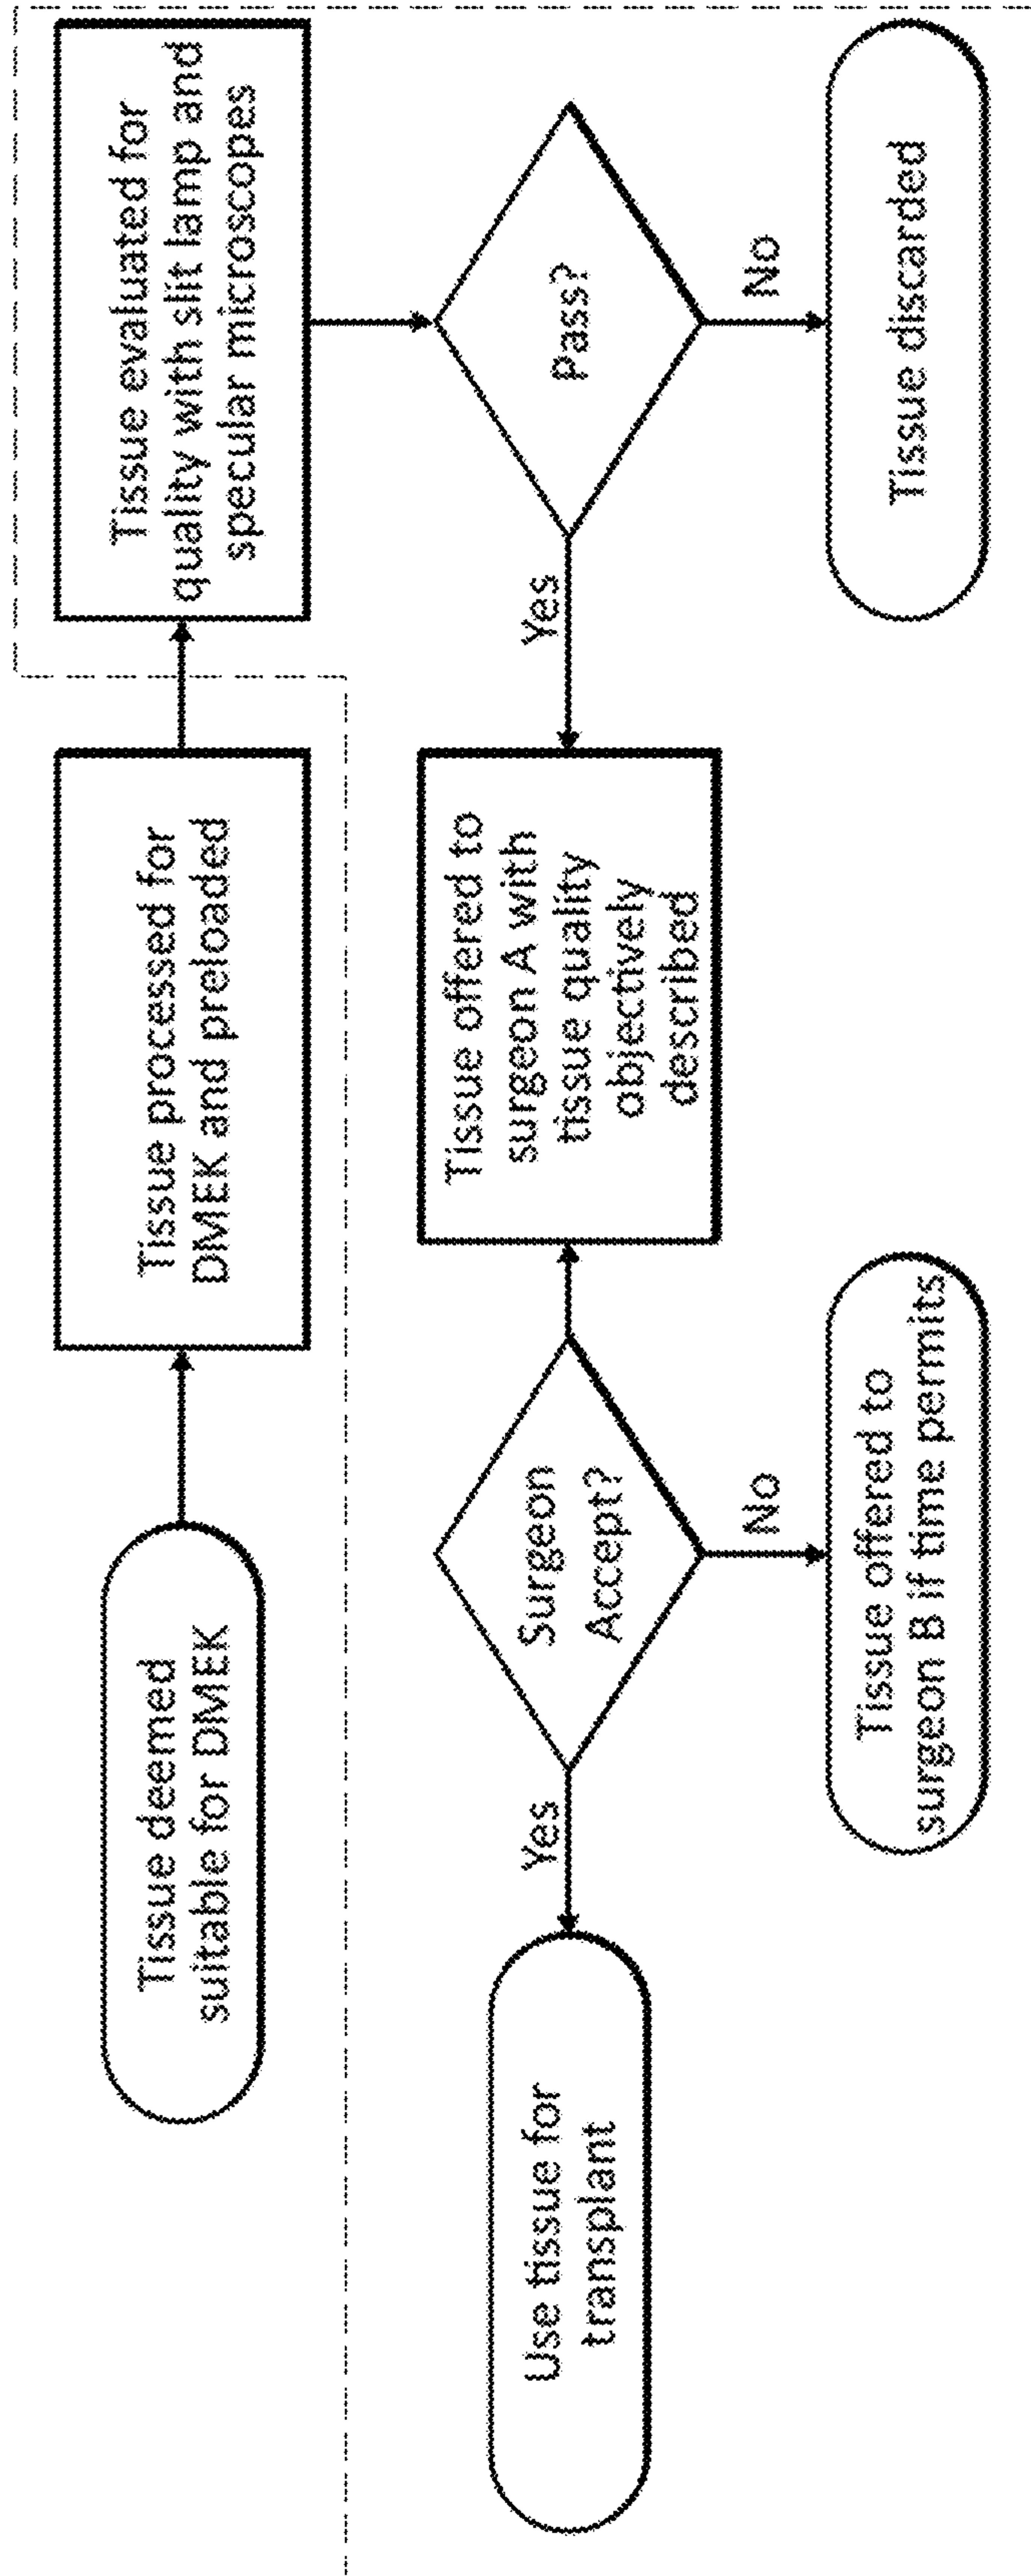 Tissue deemed
suitable for DMEK
Tissue processed for
DMEK and preloaded
Tissue evaluated for
quality with slit lamp and
specular microscopes
Pass?
No
Tissue discarded
Yes
Tissue offered to
surgeon A with
tissue quality
objectively
described
Surgeon
Accept?
No
Tissue offered to
surgeon B if time permits
Yes
Use tissue for
transplant